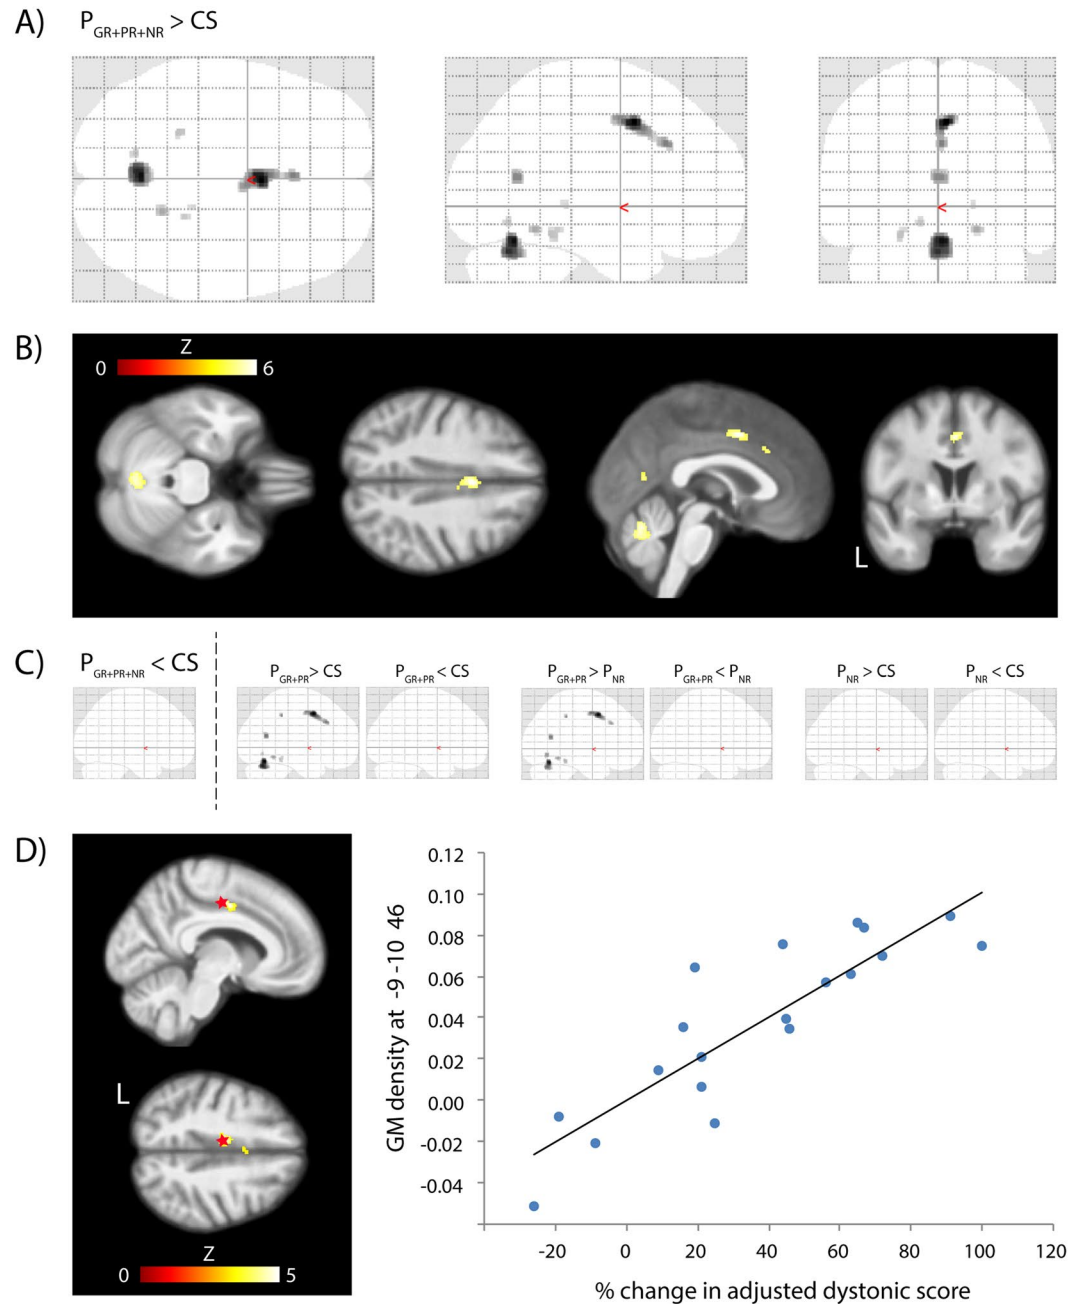 A) P_GR+PR+NR > CS
<
<
<
B)
Z
0 6
L
C)
P_GR+PR+NR < CS
P_GR+PR > CS
P_GR+PR < CS
P_GR+PR > P_NR
P_GR+PR < P_NR
P_NR > CS
P_NR < CS
D)
L
Z
0 5
GM density at -9 -10 46
0.12
0.10
0.08
0.06
0.04
0.02
0.00
-0.02
-0.04
-20 0 20 40 60 80 100 120
% change in adjusted dystonic score